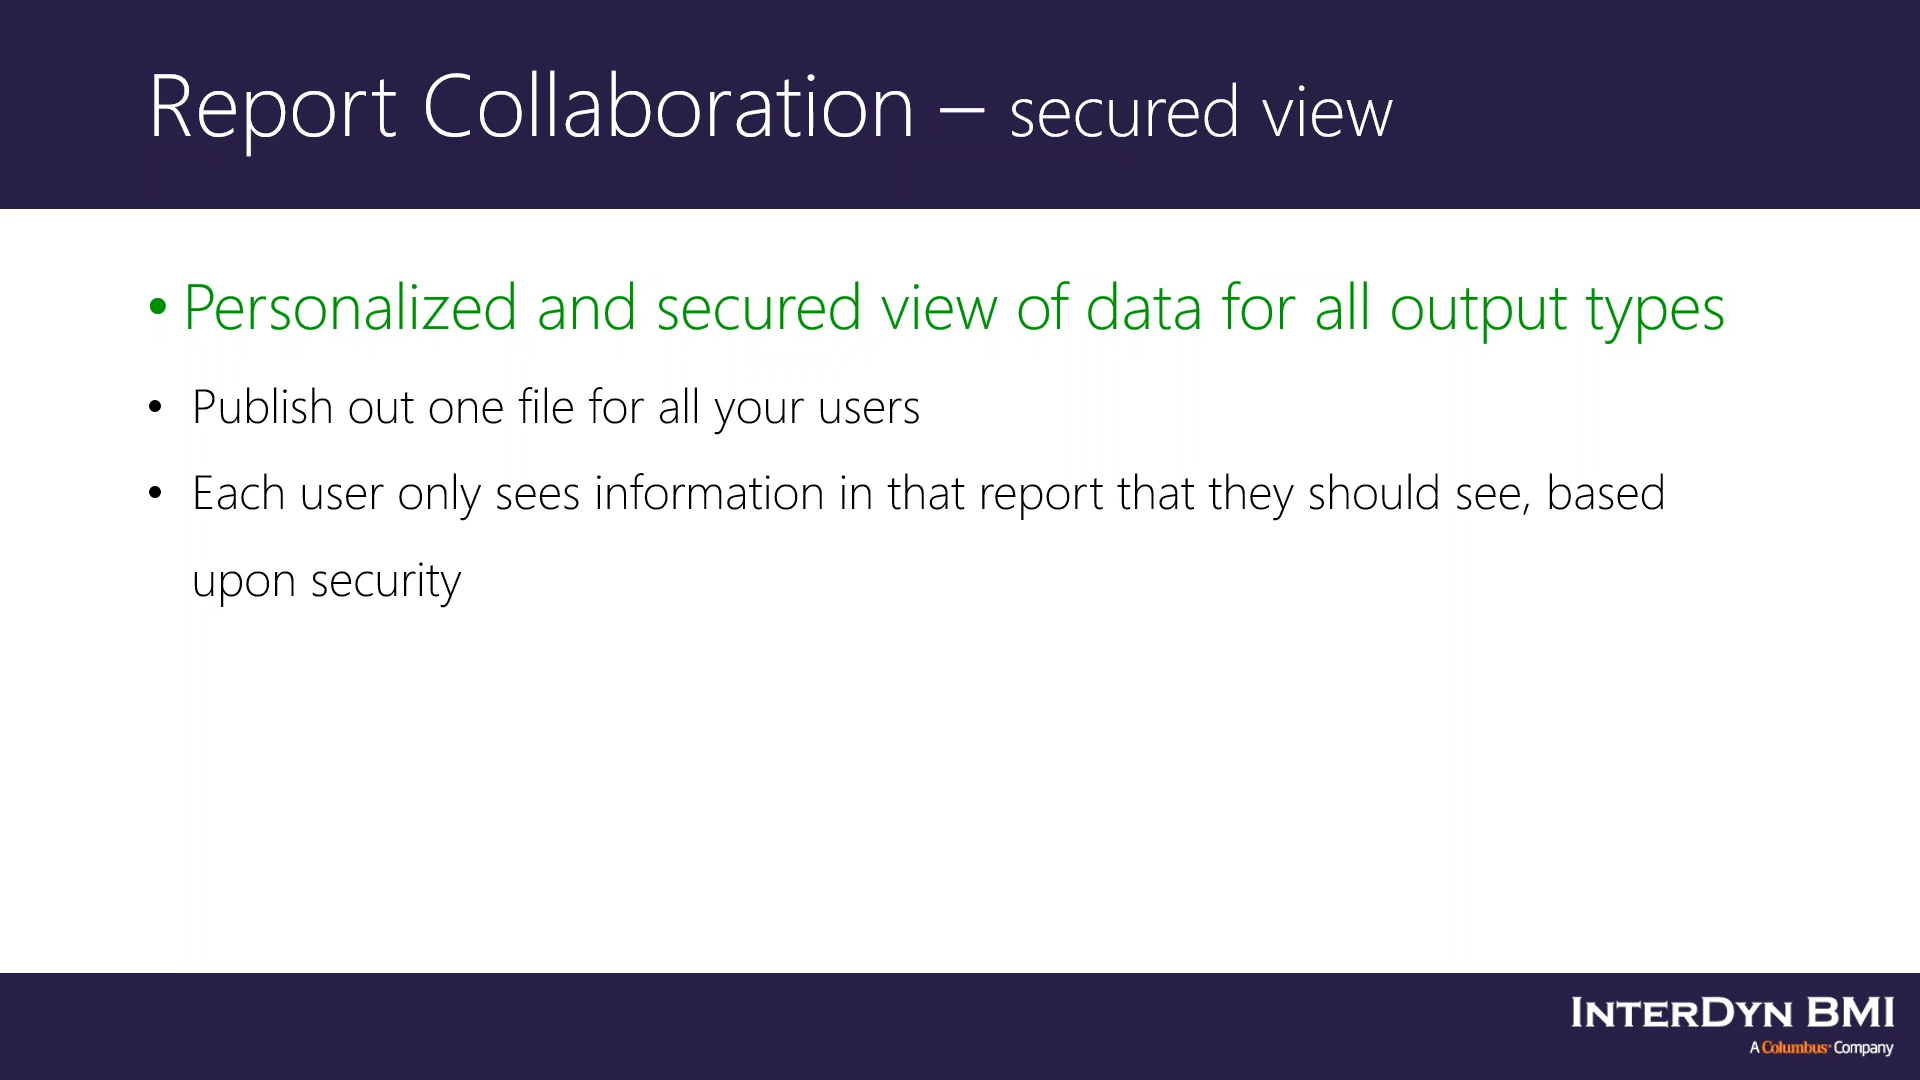 Report Collaboration – secured view
• Personalized and secured view of data for all output types
• Publish out one file for all your users
• Each user only sees information in that report that they should see, based
upon security
INTERDYN BMI
A Columbus® Company